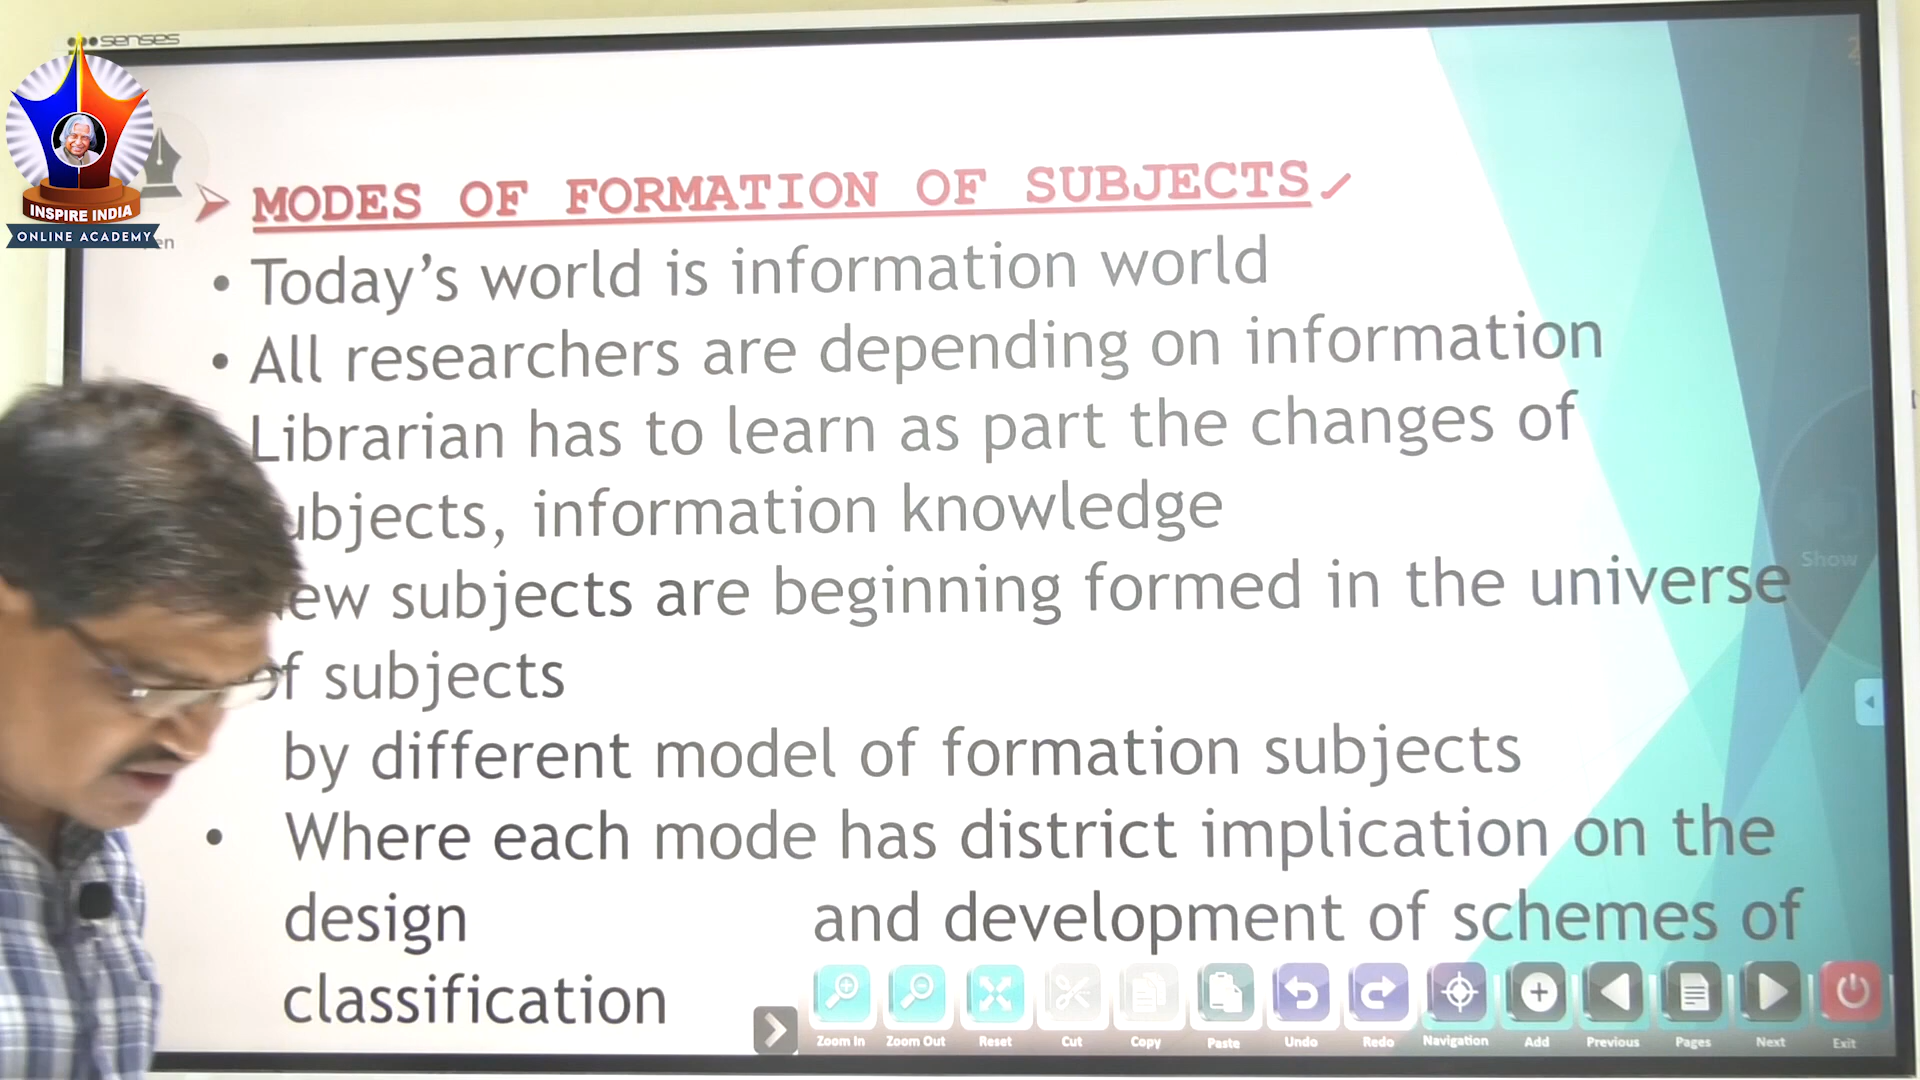 senses
INSPIRE INDIA
ONLINE ACADEMY
MODES OF FORMATION OF SUBJECTS
• Today’s world is information world
• All researchers are depending on information
Librarian has to learn as part the changes of
ubjects, information knowledge
ew subjects are beginning formed in the universe
of subjects
by different model of formation subjects
• Where each mode has district implication on the
design and development of schemes of
classification
Show
Zoom In Zoom Out Reset Cut Copy Paste Undo Redo Navigation Add Previous Pages Next Exit